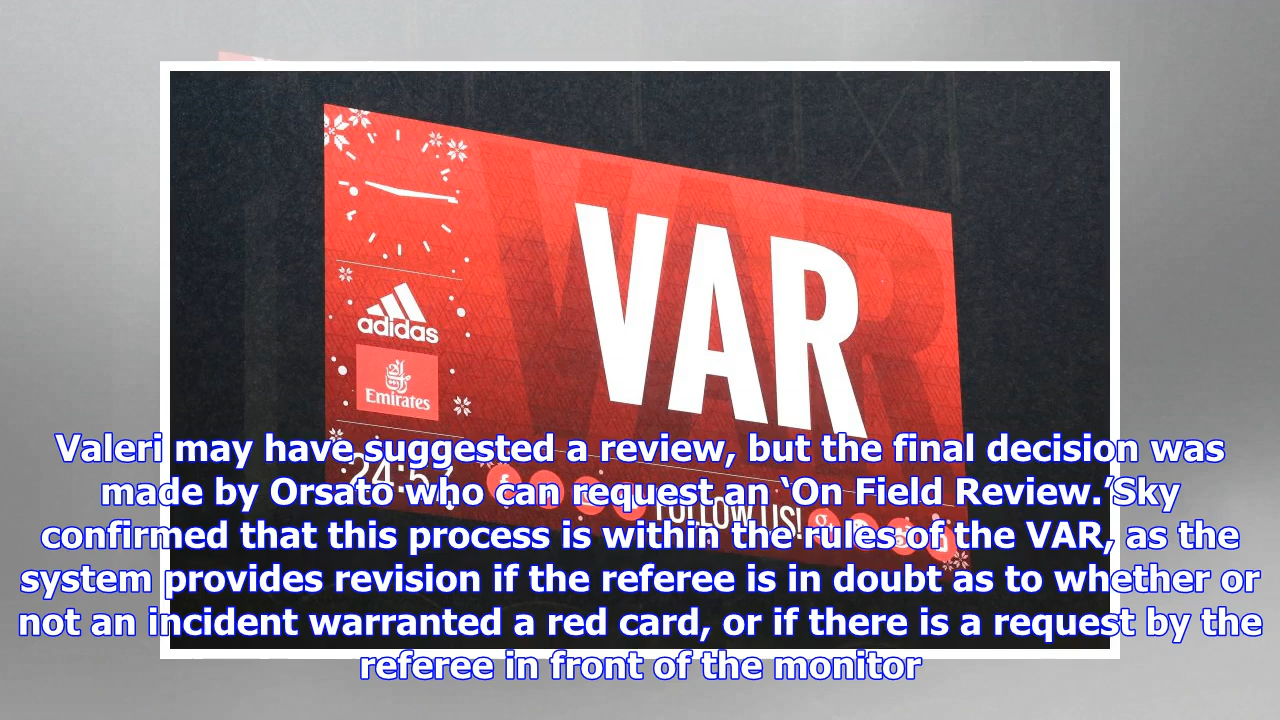 VAR
adidas
Emirates
Valeri may have suggested a review, but the final decision was
made by Orsato who can request an ‘On Field Review.’Sky
confirmed that this process is within the rules of the VAR, as the
system provides revision if the referee is in doubt as to whether or
not an incident warranted a red card, or if there is a request by the
referee in front of the monitor
FOLLOW US!